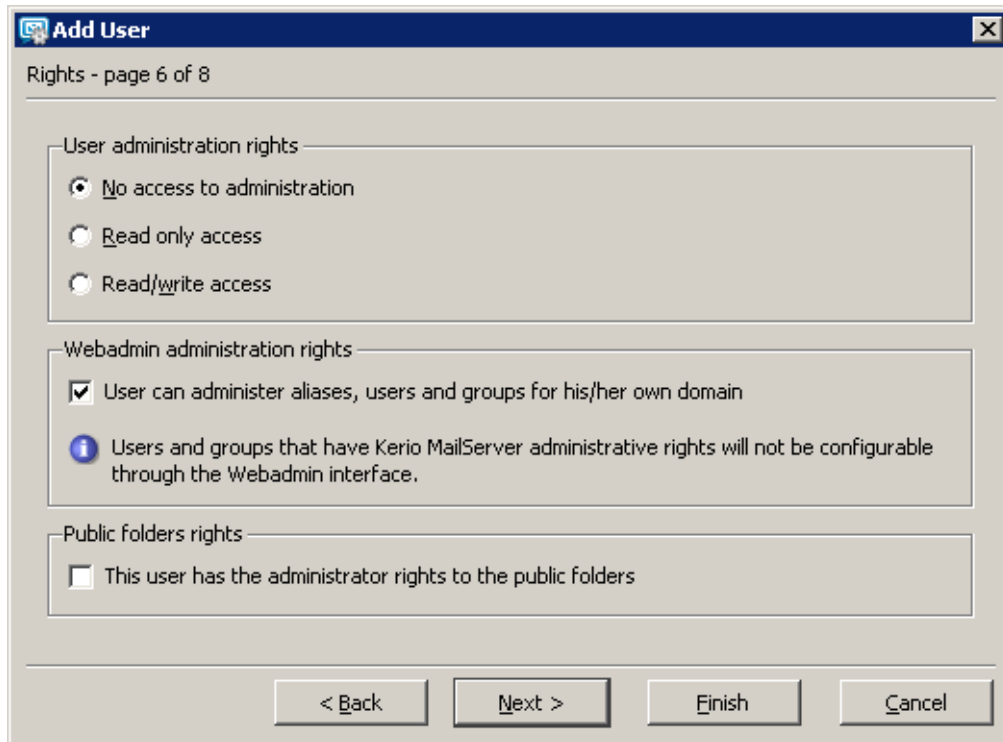 Add User
Rights - page 6 of 8
User administration rights
No access to administration
Read only access
Read/write access
Webadmin administration rights
User can administer aliases, users and groups for his/her own domain
Users and groups that have Kerio MailServer administrative rights will not be configurable
through the Webadmin interface.
Public folders rights
This user has the administrator rights to the public folders
< Back Next > Finish Cancel